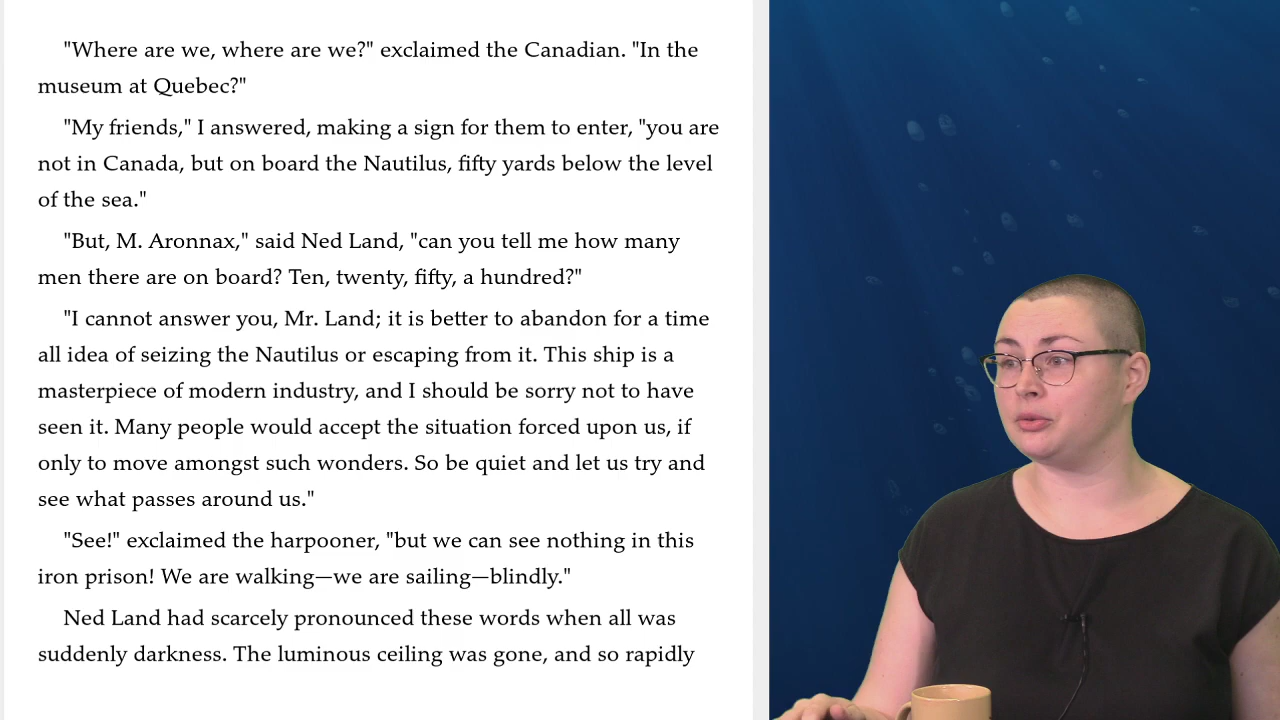 "Where are we, where are we?" exclaimed the Canadian. "In the
museum at Quebec?"
"My friends," I answered, making a sign for them to enter, "you are
not in Canada, but on board the Nautilus, fifty yards below the level
of the sea."
"But, M. Aronnax," said Ned Land, "can you tell me how many
men there are on board? Ten, twenty, fifty, a hundred?"
"I cannot answer you, Mr. Land; it is better to abandon for a time
all idea of seizing the Nautilus or escaping from it. This ship is a
masterpiece of modern industry, and I should be sorry not to have
seen it. Many people would accept the situation forced upon us, if
only to move amongst such wonders. So be quiet and let us try and
see what passes around us."
"See!" exclaimed the harpooner, "but we can see nothing in this
iron prison! We are walking—we are sailing—blindly."
Ned Land had scarcely pronounced these words when all was
suddenly darkness. The luminous ceiling was gone, and so rapidly